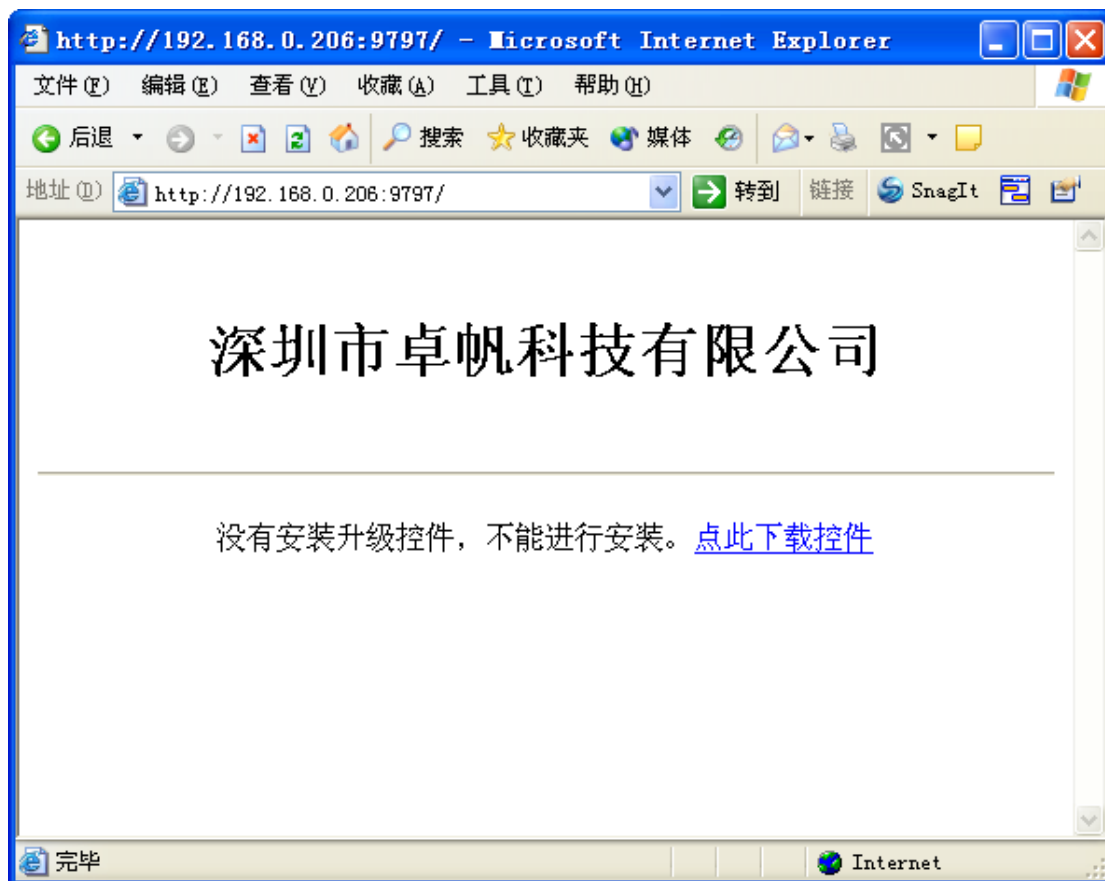 http://192.168.0.206:9797/ - Microsoft Internet Explorer
文件(F) 编辑(E) 查看(V) 收藏(A) 工具(T) 帮助(H)
后退 搜索 收藏夹 媒体
地址(D) http://192.168.0.206:9797/ 转到 链接 SnagIt
深圳市卓帆科技有限公司
没有安装升级控件，不能进行安装。点此下载控件
完毕 Internet